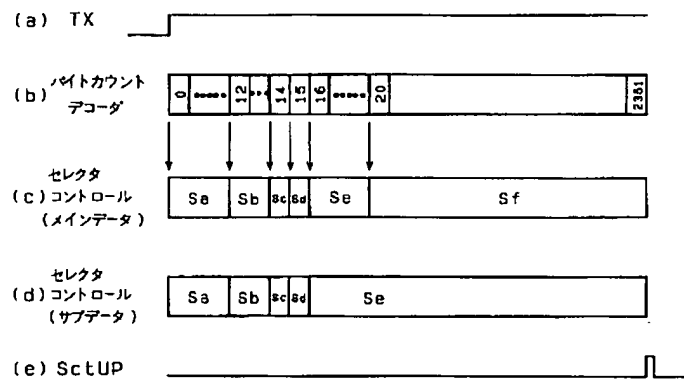 (a) TX
(b) バイトカウント
デコーダ
0 ..... 12 ... 14 15 16 ..... 20 2381
セレクタ
(c) コントロール
(メインデータ)
Sa Sb Sc Sd Se Sf
セレクタ
(d) コントロール
(サブデータ)
Sa Sb Sc Sd Se
(e) SctUP